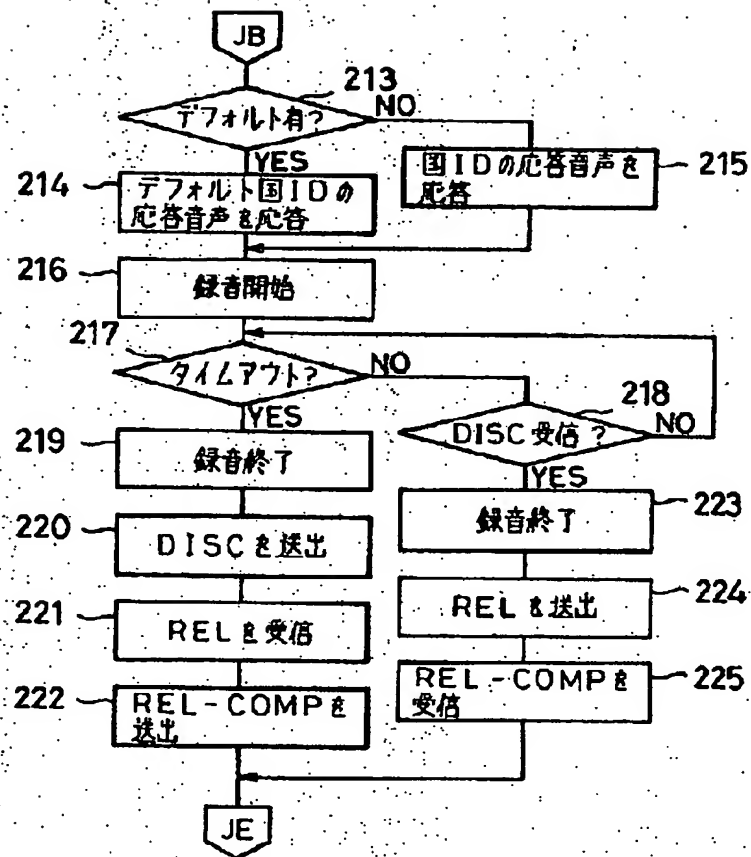 JB
213
デフォルト有?
NO
YES
214
デフォルト国IDの
応答音声を応答
国IDの応答音声を
応答
215
216
録音開始
217
タイムアウト?
NO
YES
218
DISC受信?
NO
YES
219
録音終了
223
録音終了
220
DISCを送出
224
RELを送出
221
RELを受信
222
REL-COMPを
送出
REL-COMPを
受信
225
JE